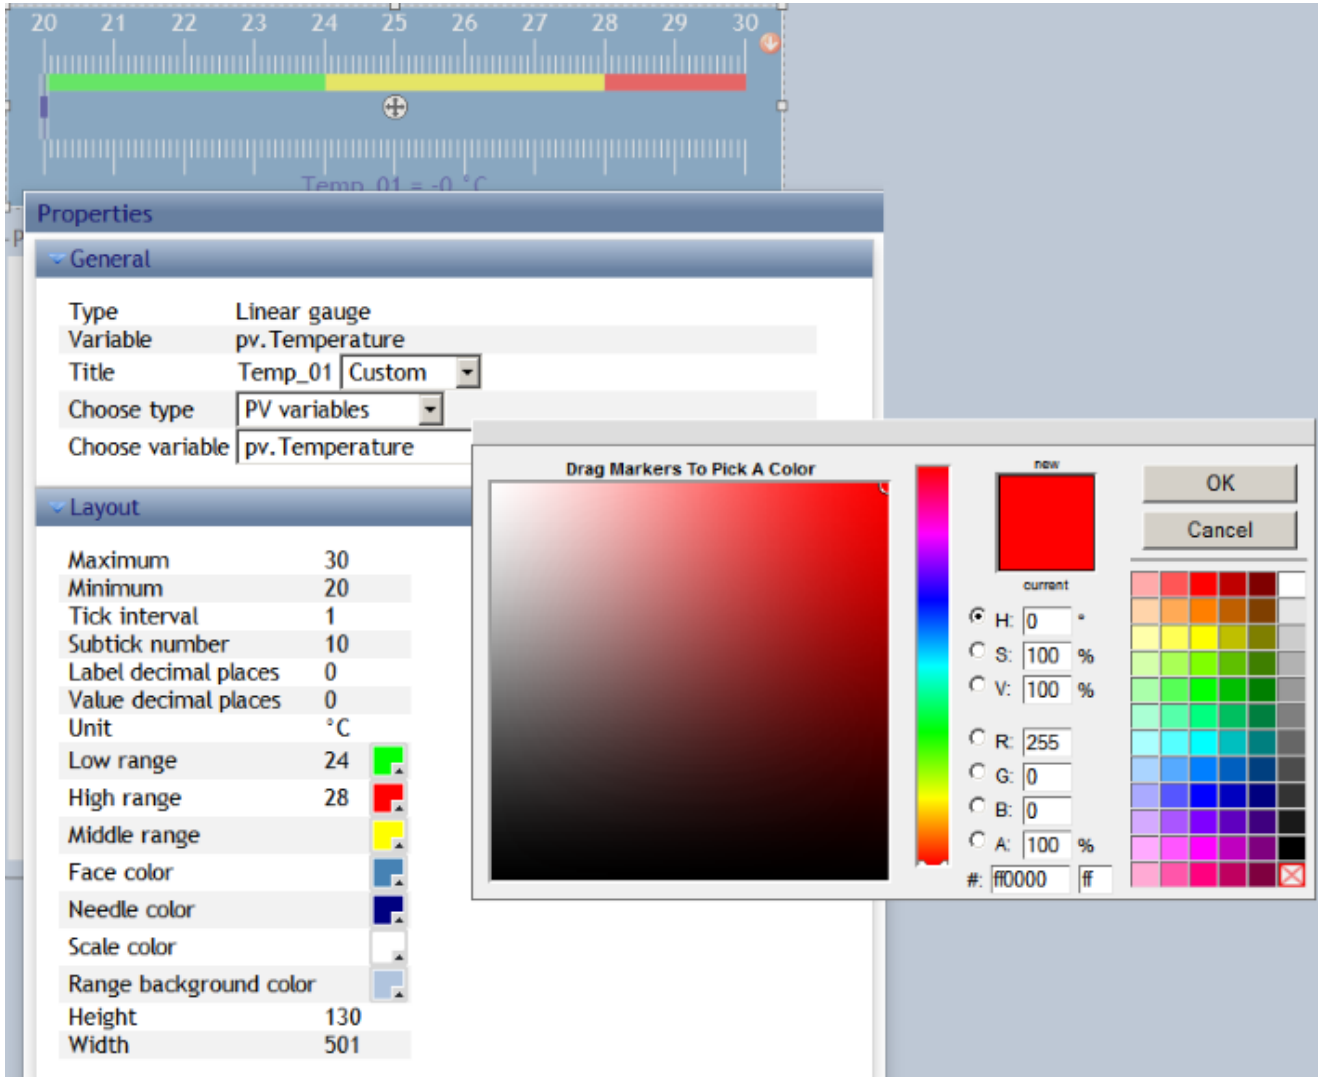 20 21 22 23 24 25 26 27 28 29 30
Temp_01 = -0 °C
Properties
General
Type Linear gauge
Variable pv.Temperature
Title Temp_01 Custom
Choose type PV variables
Choose variable pv.Temperature
Layout
Maximum 30
Minimum 20
Tick interval 1
Subtick number 10
Label decimal places 0
Value decimal places 0
Unit °C
Low range 24
High range 28
Middle range
Face color
Needle color
Scale color
Range background color
Height 130
Width 501
Drag Markers To Pick A Color
new
current
OK
Cancel
H: 0 °
S: 100 %
V: 100 %
R: 255
G: 0
B: 0
A: 100 %
#: ff0000 ff